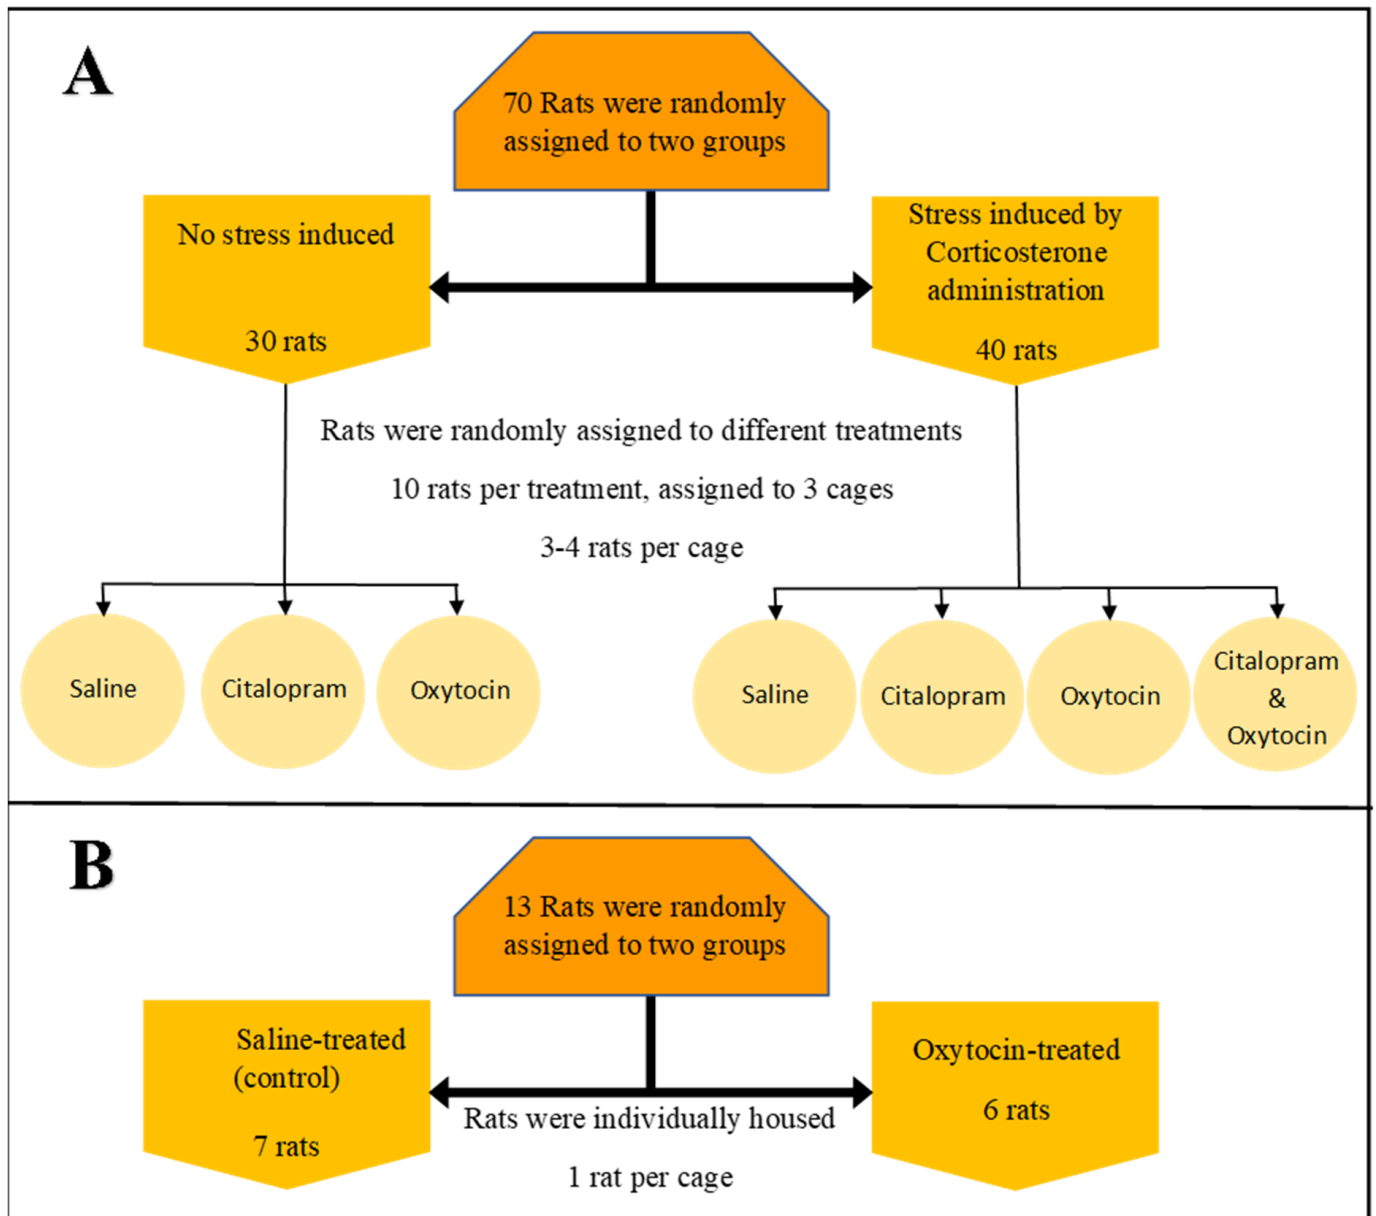 A
70 Rats were randomly
assigned to two groups
No stress induced
30 rats
Stress induced by
Corticosterone
administration
40 rats
Rats were randomly assigned to different treatments
10 rats per treatment, assigned to 3 cages
3-4 rats per cage
Saline
Citalopram
Oxytocin
Saline
Citalopram
Oxytocin
Citalopram
&
Oxytocin
B
13 Rats were randomly
assigned to two groups
Saline-treated
(control)
7 rats
Oxytocin-treated
6 rats
Rats were individually housed
1 rat per cage